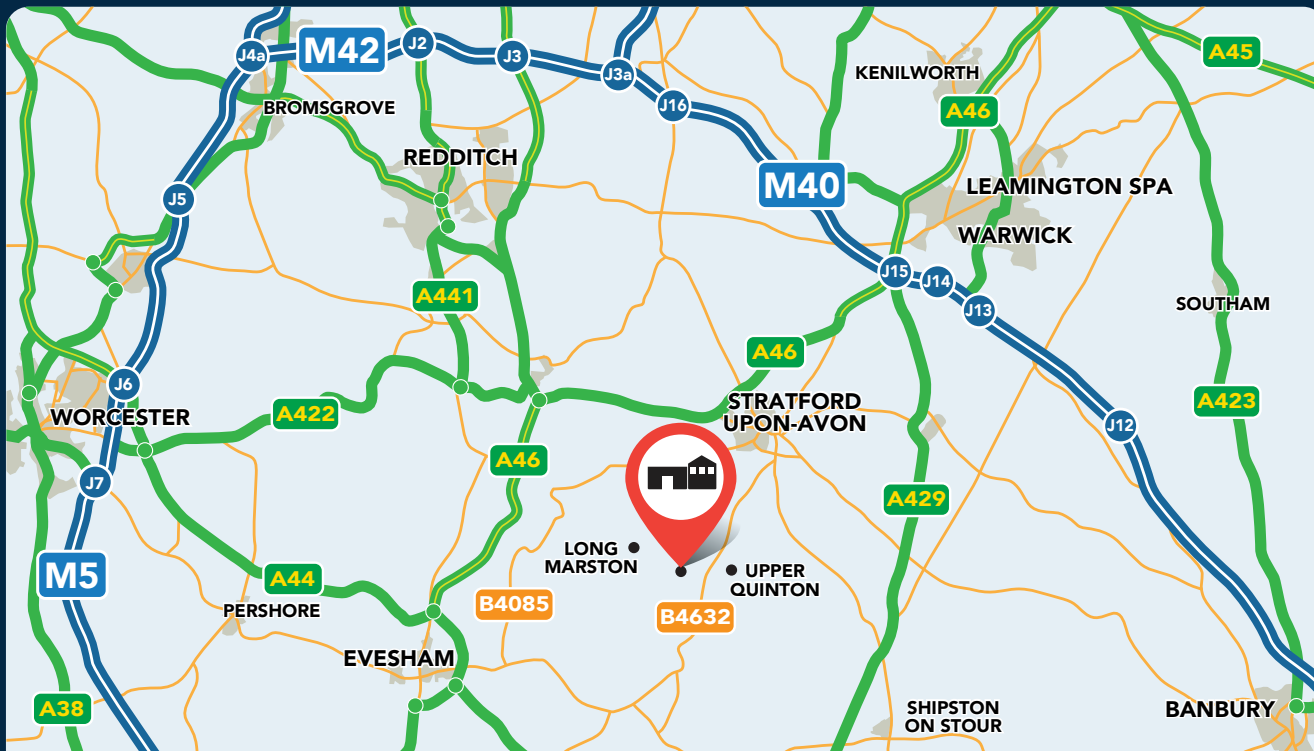 A45
J4a
M42
J2
J3
J3a
J16
KENILWORTH
A46
BROMSGROVE
REDDITCH
M40
LEAMINGTON SPA
J5
WARWICK
J15
J14
J13
A441
SOUTHAM
A46
J6
WORCESTER
A422
STRATFORD
UPON-AVON
A423
J12
A46
J7
A429
LONG
MARSTON
UPPER
QUINTON
M5
A44
PERSHORE
B4085
B4632
EVESHAM
A38
SHIPSTON
ON STOUR
BANBURY